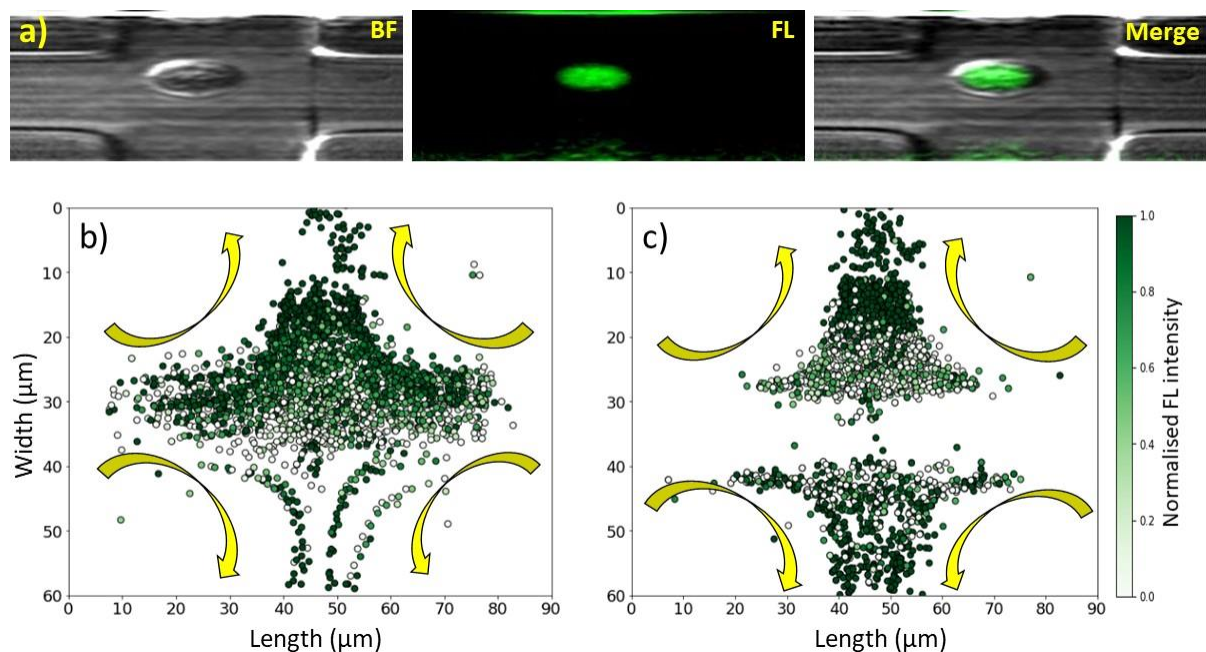 a) BF FL Merge
b) c)
0 0 1.0
10 10 0.8
20 20
30 30 0.6
40 40 0.4
50 50 0.2
60 60 0.0
Width (µm)
Normalised FL intensity
0 10 20 30 40 50 60 70 80 90 0 10 20 30 40 50 60 70 80 90
Length (µm) Length (µm)